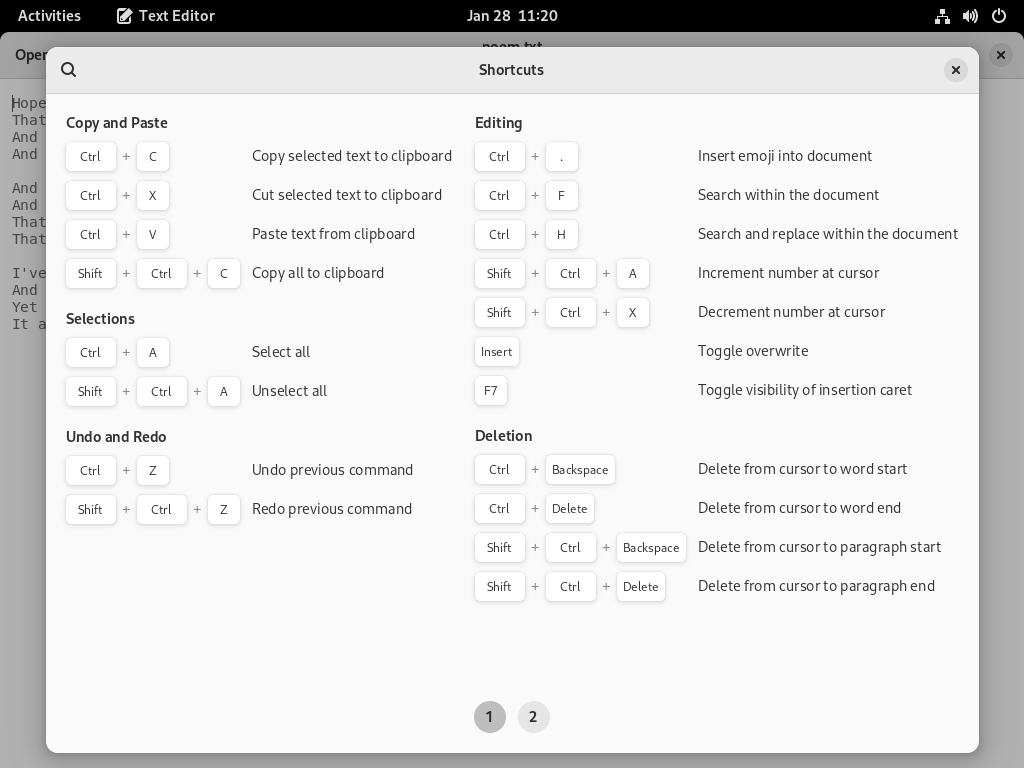 Activities Text Editor Jan 28 11:20
poem.txt
Shortcuts
Hope
That
And
And
And
And
That
That
I've
And
Yet
Copy and Paste
Ctrl + C Copy selected text to clipboard
Ctrl + X Cut selected text to clipboard
Ctrl + V Paste text from clipboard
Shift + Ctrl + C Copy all to clipboard
Selections
Ctrl + A Select all
Shift + Ctrl + A Unselect all
Undo and Redo
Ctrl + Z Undo previous command
Shift + Ctrl + Z Redo previous command
Editing
Ctrl + . Insert emoji into document
Ctrl + F Search within the document
Ctrl + H Search and replace within the document
Shift + Ctrl + A Increment number at cursor
Shift + Ctrl + X Decrement number at cursor
Insert Toggle overwrite
F7 Toggle visibility of insertion caret
Deletion
Ctrl + Backspace Delete from cursor to word start
Ctrl + Delete Delete from cursor to word end
Shift + Ctrl + Backspace Delete from cursor to paragraph start
Shift + Ctrl + Delete Delete from cursor to paragraph end
1 2